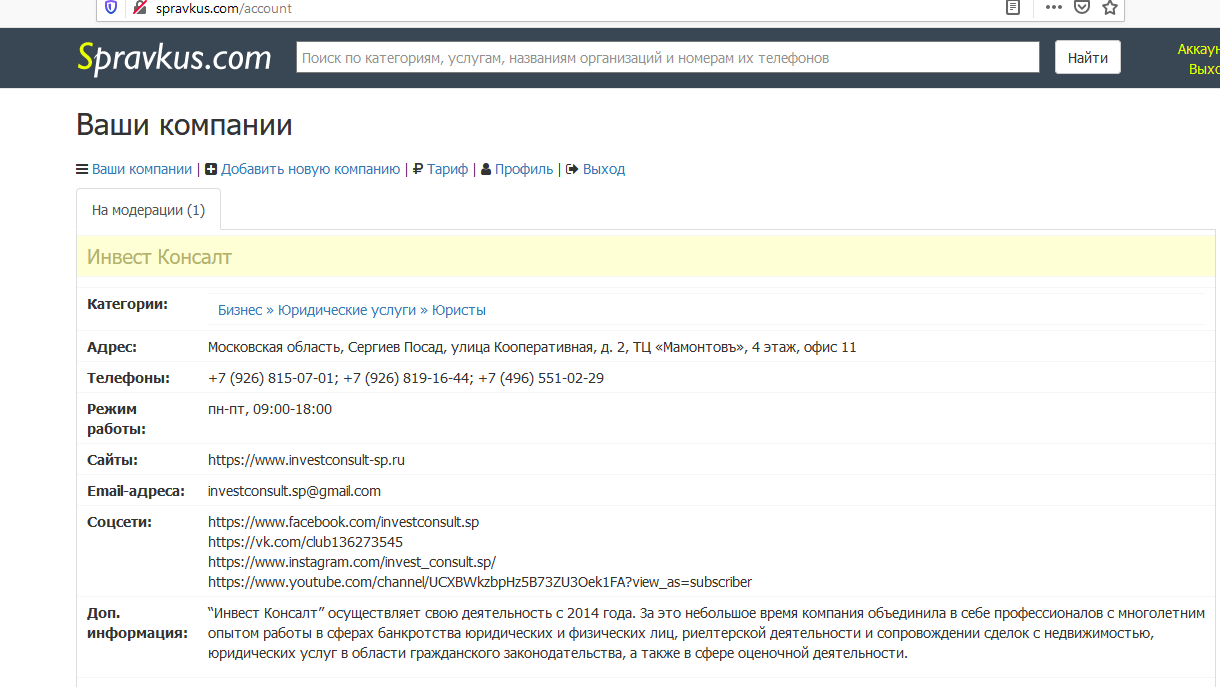 spravkus.com/account
Spravkus.com
Поиск по категориям, услугам, названиям организаций и номерам их телефонов
Найти
Ваши компании
Ваши компании | Добавить новую компанию | Тариф | Профиль | Выход
На модерации (1)
Инвест Консалт
Категории: Бизнес » Юридические услуги » Юристы
Адрес: Московская область, Сергиев Посад, улица Кооперативная, д. 2, ТЦ «Мамонтовъ», 4 этаж, офис 11
Телефоны: +7 (926) 815-07-01; +7 (926) 819-16-44; +7 (496) 551-02-29
Режим работы: пн-пт, 09:00-18:00
Сайты: https://www.investconsult-sp.ru
Email-адреса: investconsult.sp@gmail.com
Соцсети: https://www.facebook.com/investconsult.sp
https://vk.com/club136273545
https://www.instagram.com/invest_consult.sp/
https://www.youtube.com/channel/UCXBWkzbpHz5B73ZU3Oek1FA?view_as=subscriber
Доп. информация: “Инвест Консалт” осуществляет свою деятельность с 2014 года. За это небольшое время компания объединила в себе профессионалов с многолетним
опытом работы в сферах банкротства юридических и физических лиц, риелтерской деятельности и сопровождении сделок с недвижимостью,
юридических услуг в области гражданского законодательства, а также в сфере оценочной деятельности.